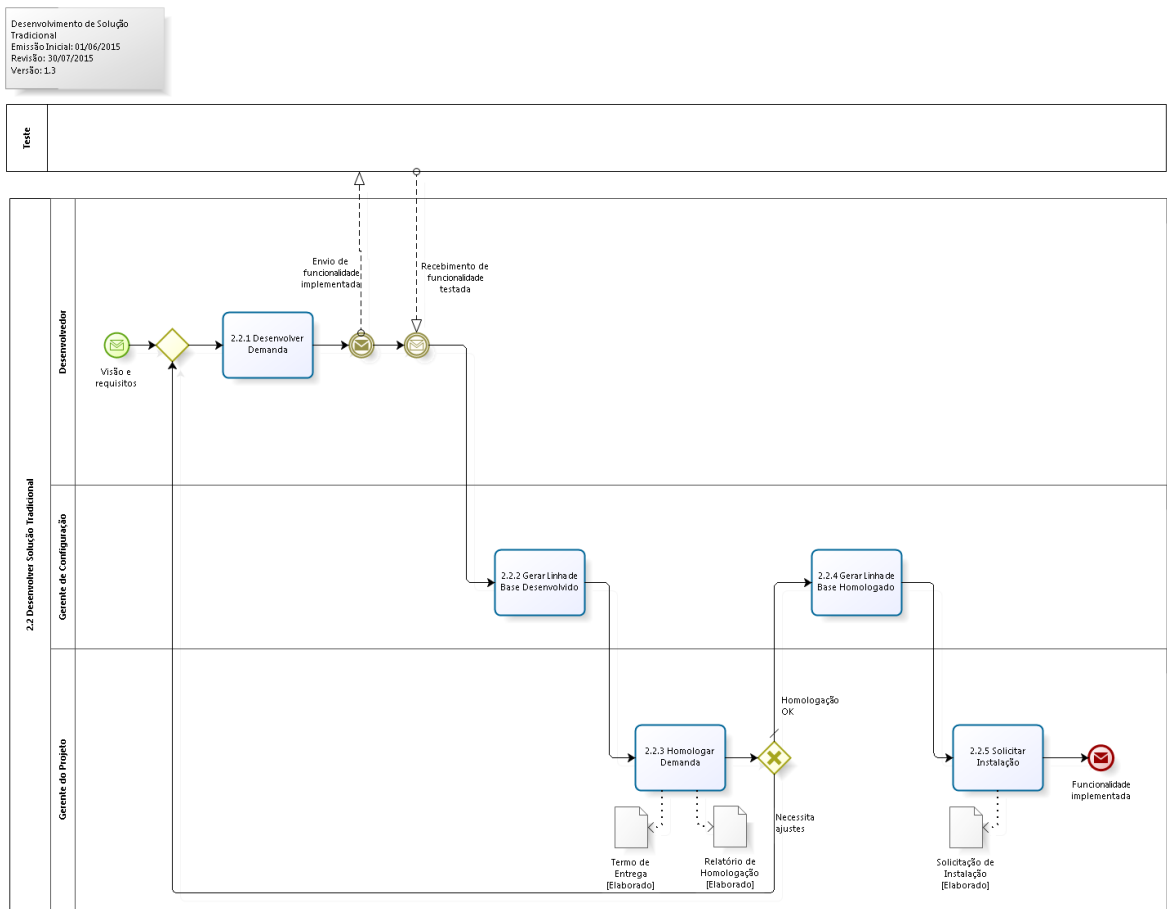 Desenvolvimento de Solução
Tradicional
Emissão Inicial: 01/06/2015
Revisão: 30/07/2015
Versão: 1.3
Teste
2.2 Desenvolver Solução Tradicional
Desenvolvedor
Envio de
funcionalidade
implementada
Recebimento de
funcionalidade
testada
Visão e
requisitos
2.2.1 Desenvolver
Demanda
Gerente de Configuração
2.2.2 Gerar Linha de
Base Desenvolvido
2.2.4 Gerar Linha de
Base Homologado
Gerente do Projeto
Homologação
OK
2.2.3 Homologar
Demanda
2.2.5 Solicitar
Instalação
Funcionalidade
implementada
Necessita
ajustes
Termo de
Entrega
[Elaborado]
Relatório de
Homologação
[Elaborado]
Solicitação de
Instalação
[Elaborado]